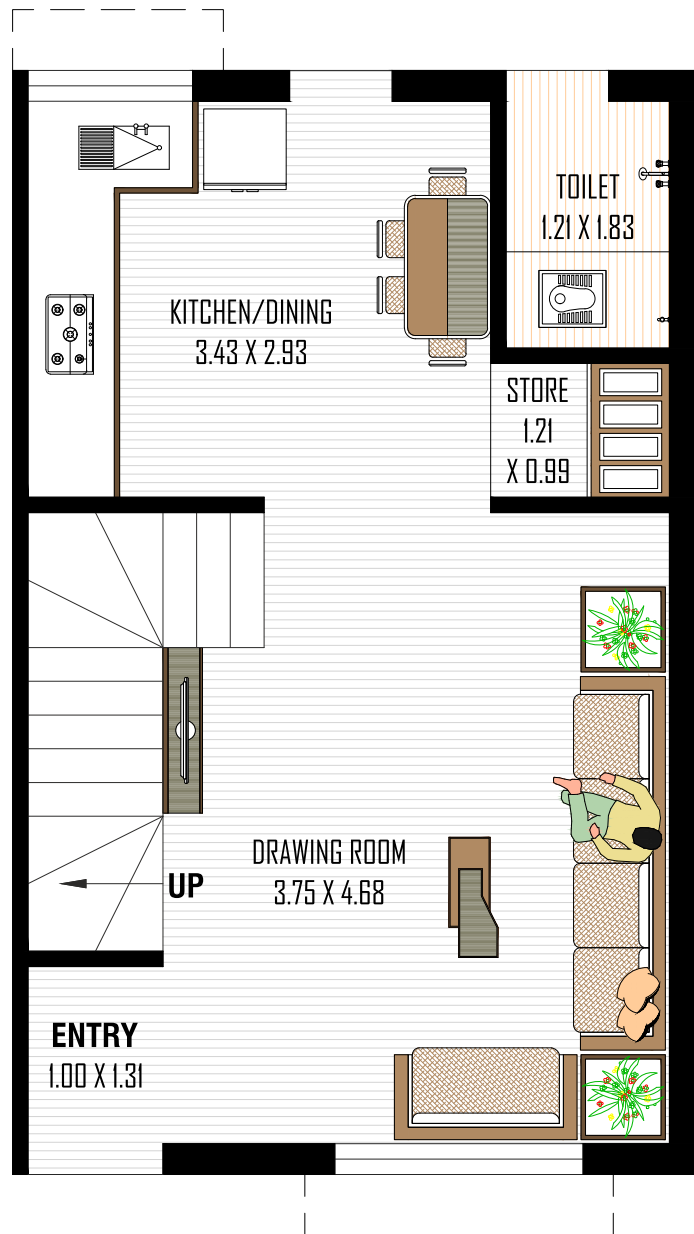 TOILET
1.21 X 1.83
KITCHEN/DINING
3.43 X 2.93
STORE
1.21
X 0.99
DRAWING ROOM
3.75 X 4.68
UP
ENTRY
1.00 X 1.31